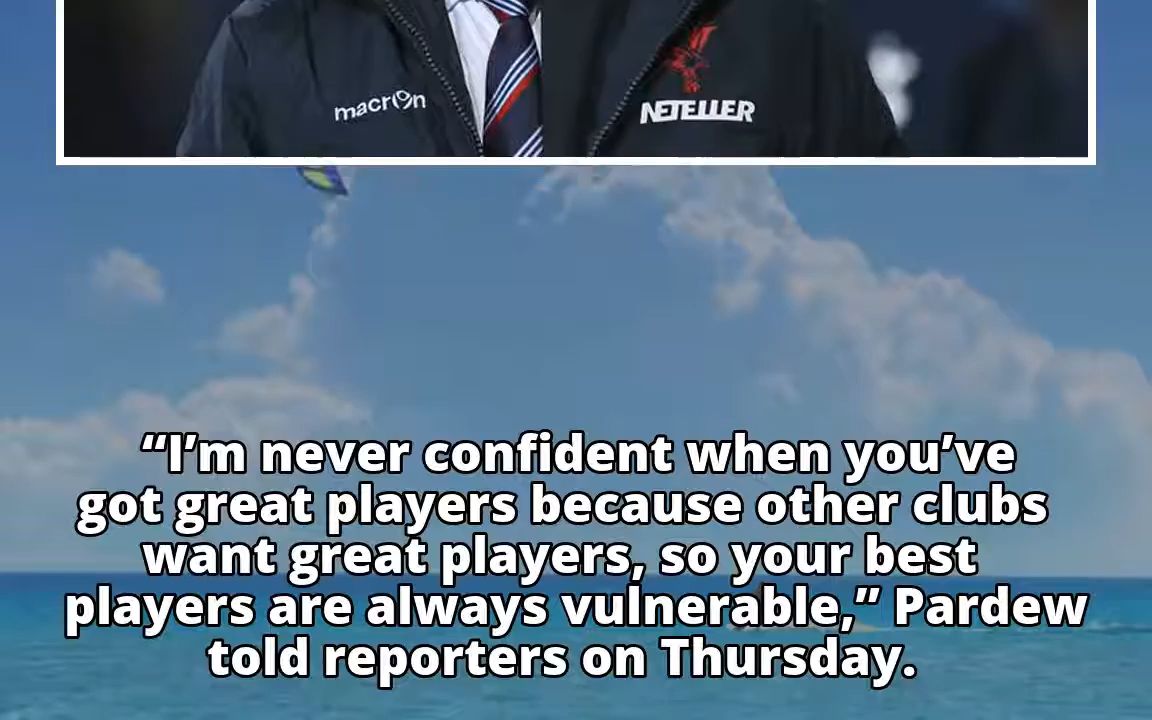 macron
NETELLER
“I’m never confident when you’ve
got great players because other clubs
want great players, so your best
players are always vulnerable,” Pardew
told reporters on Thursday.